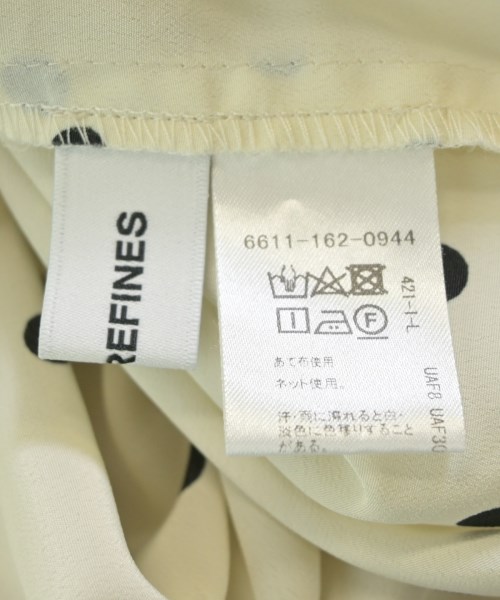 REFINES
6611-162-0944
421-1-L
あて布使用
ネット使用。
汗・雨に濡れると白・
淡色に色移りすること
がある。
UAF8 UAF30